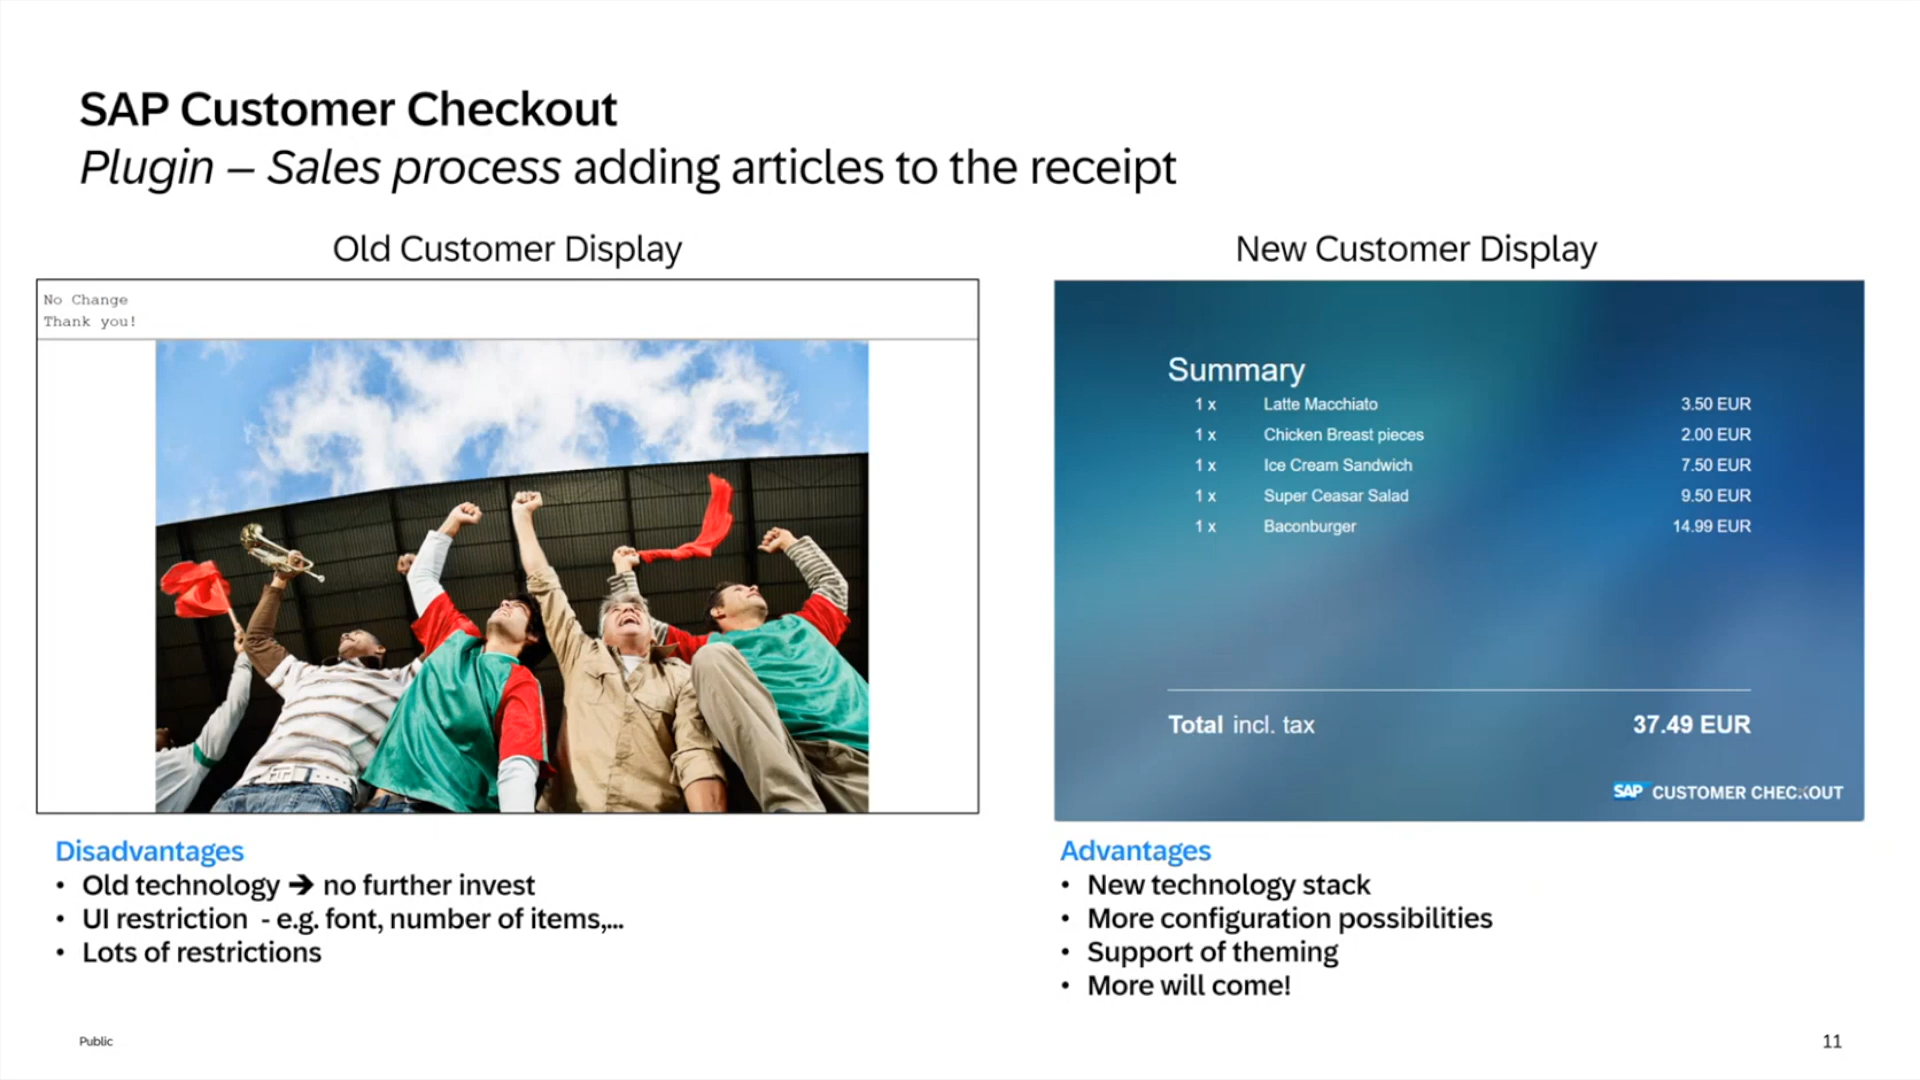 SAP Customer Checkout
Plugin – Sales process adding articles to the receipt
Old Customer Display
No Change
Thank you!
Disadvantages
• Old technology ➔ no further invest
• UI restriction - e.g. font, number of items,...
• Lots of restrictions
New Customer Display
Summary
1 x Latte Macchiato 3.50 EUR
1 x Chicken Breast pieces 2.00 EUR
1 x Ice Cream Sandwich 7.50 EUR
1 x Super Ceasar Salad 9.50 EUR
1 x Baconburger 14.99 EUR
Total incl. tax 37.49 EUR
SAP CUSTOMER CHECKOUT
Advantages
• New technology stack
• More configuration possibilities
• Support of theming
• More will come!
Public
11